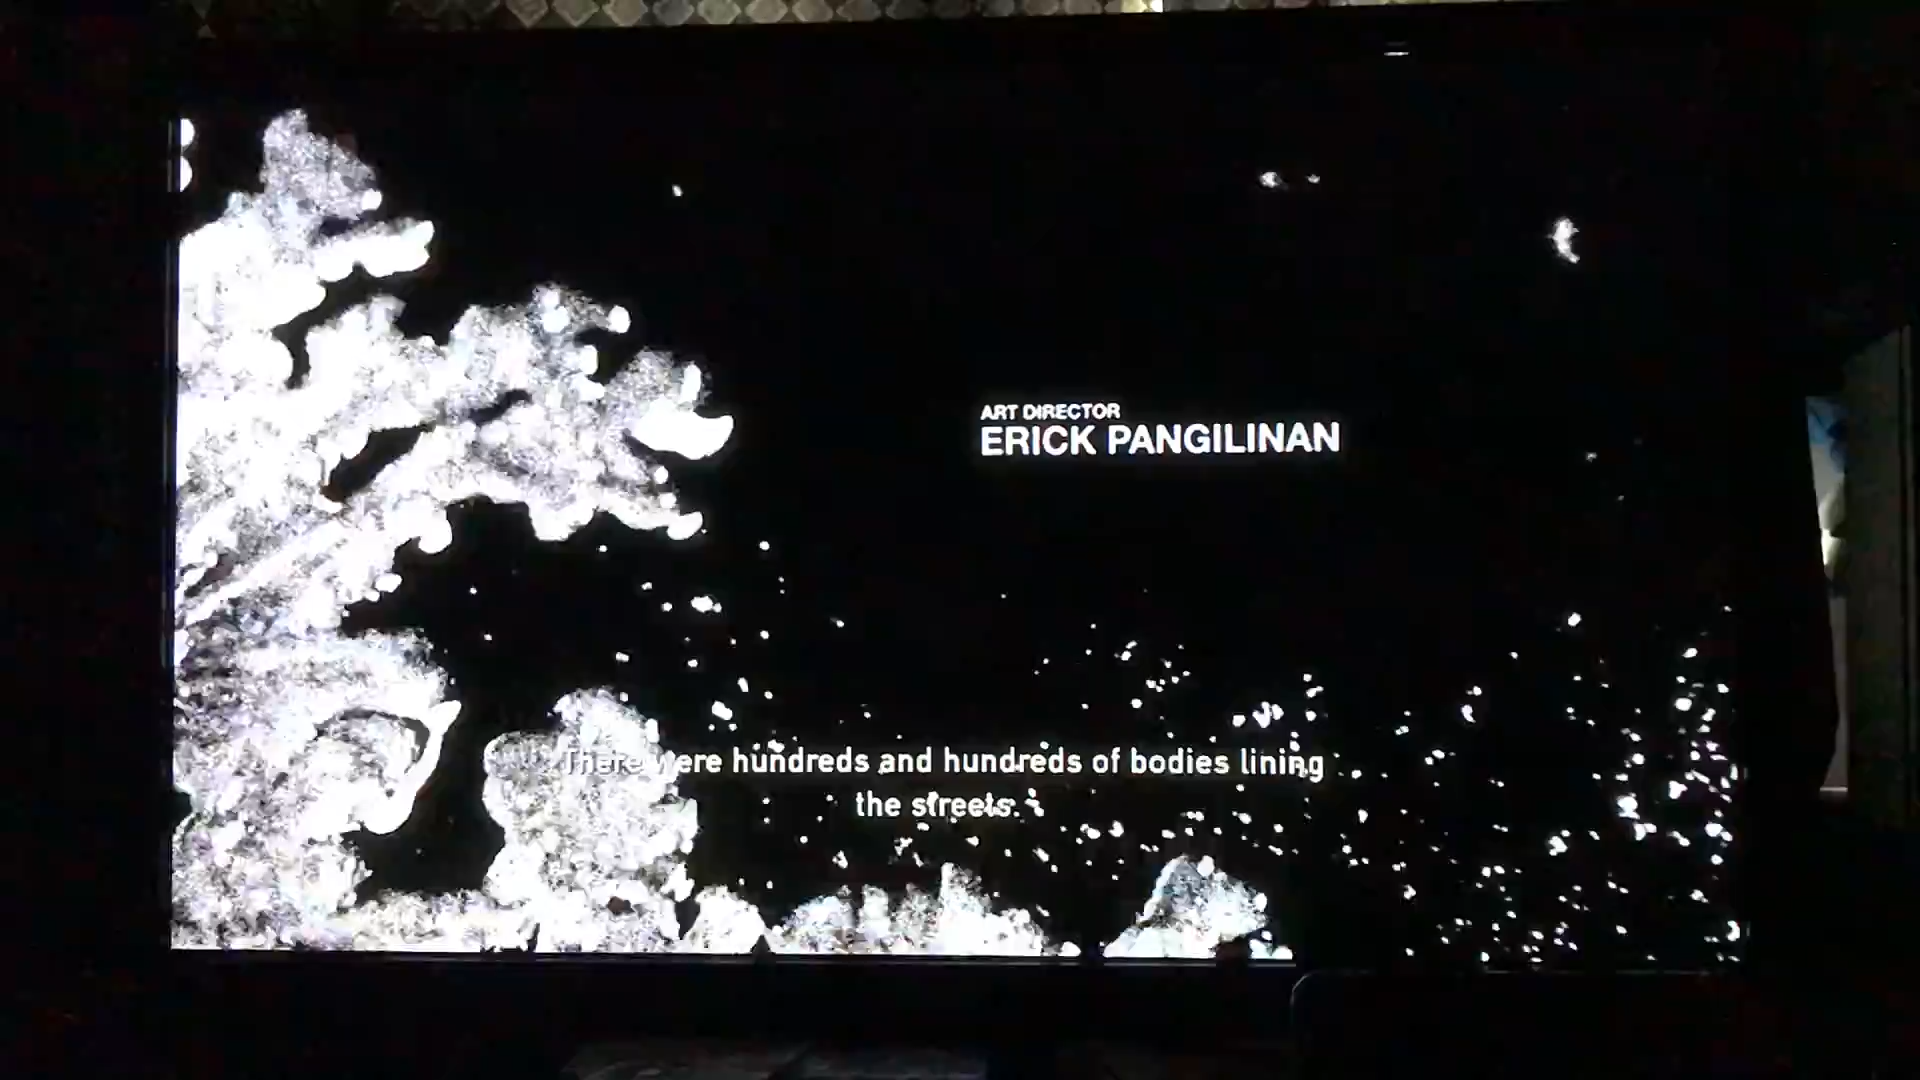 ART DIRECTOR
ERICK PANGILINAN
There were hundreds and hundreds of bodies lining
the streets.